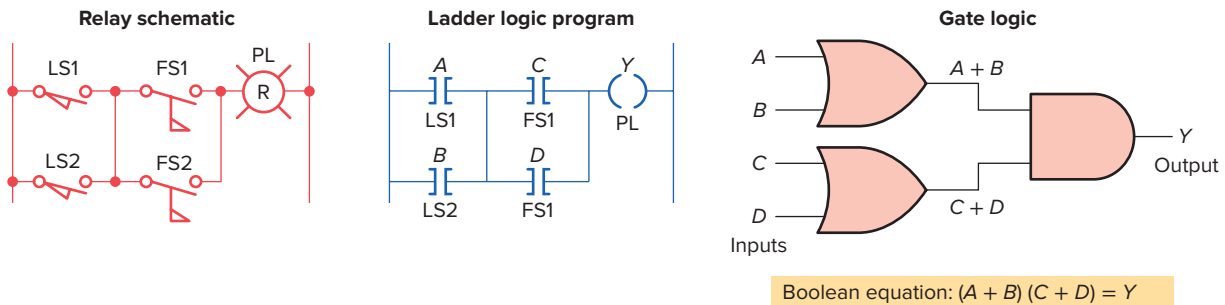 Relay schematic
LS1
FS1
PL
R
LS2
FS2
Ladder logic program
A
C
Y
LS1
FS1
PL
B
D
LS2
FS1
Gate logic
A
B
A + B
C
D
C + D
Y
Output
Inputs
Boolean equation: (A + B) (C + D) = Y